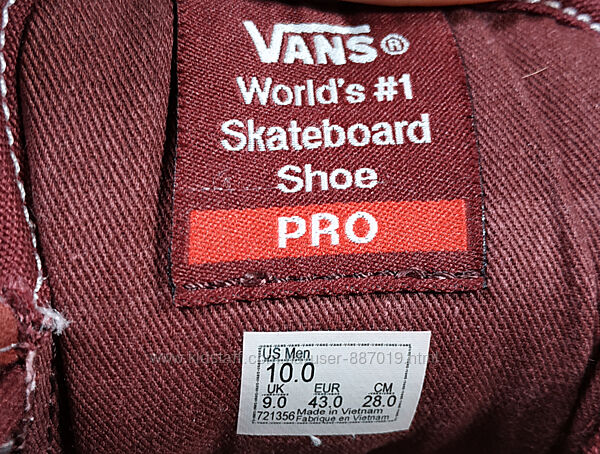 VANS®
World's #1
Skateboard
Shoe
PRO
US Men
10.0
UK EUR CM
9.0 43.0 28.0
721356 Made in Vietnam
Fabriqué en Vietnam